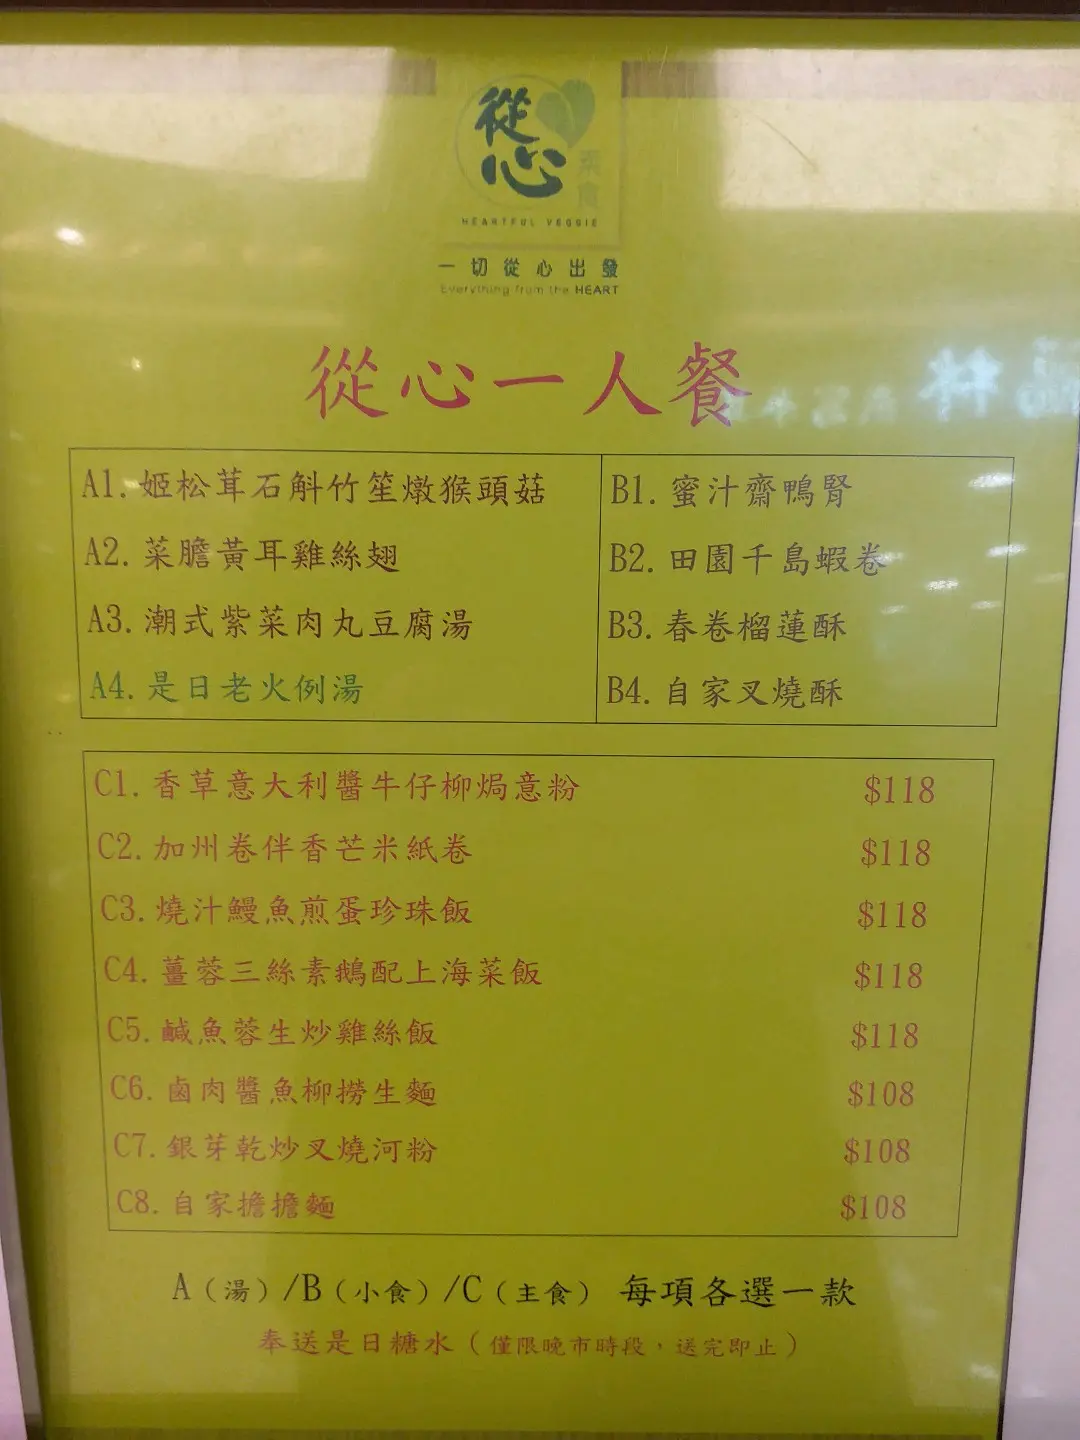 從心
素食
HEARTFUL VEGGIE
一切從心出發
Everything from the HEART
從心一人餐
A1. 姬松茸石斛竹笙燉猴頭菇
A2. 菜膽黃耳雞絲翅
A3. 潮式紫菜肉丸豆腐湯
A4. 是日老火例湯
B1. 蜜汁齋鴨腎
B2. 田園千島蝦卷
B3. 春卷榴蓮酥
B4. 自家叉燒酥
C1. 香草意大利醬牛仔柳焗意粉 $118
C2. 加州卷伴香芒米紙卷 $118
C3. 燒汁鰻魚煎蛋珍珠飯 $118
C4. 薑蓉三絲素鵝配上海菜飯 $118
C5. 鹹魚蓉生炒雞絲飯 $118
C6. 鹵肉醬魚柳撈生麵 $108
C7. 銀芽乾炒叉燒河粉 $108
C8. 自家擔擔麵 $108
A（湯）/B（小食）/C（主食） 每項各選一款
奉送是日糖水（僅限晚市時段，送完即止）